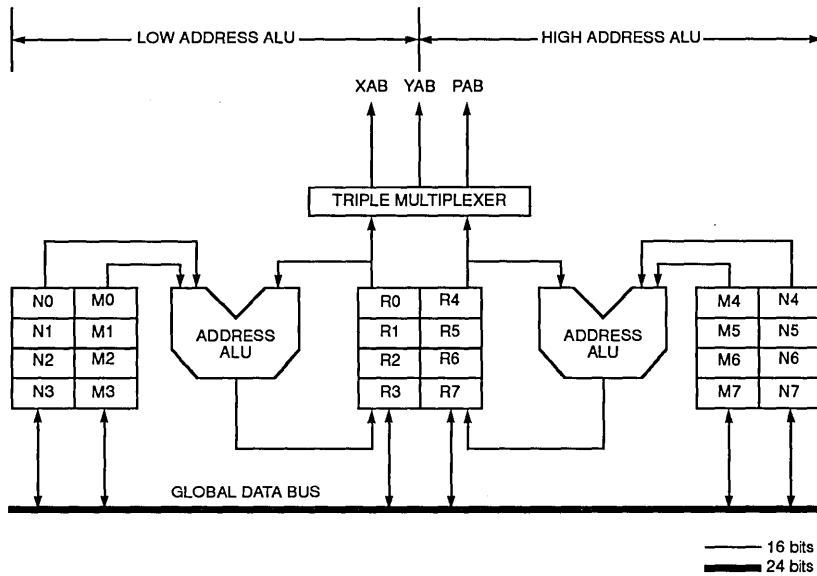 LOW ADDRESS ALU HIGH ADDRESS ALU
XAB YAB PAB
TRIPLE MULTIPLEXER
N0 M0 R0 R4 M4 N4
N1 M1 ADDRESS ALU R1 R5 ADDRESS ALU M5 N5
N2 M2 R2 R6 M6 N6
N3 M3 R3 R7 M7 N7
GLOBAL DATA BUS
16 bits
24 bits